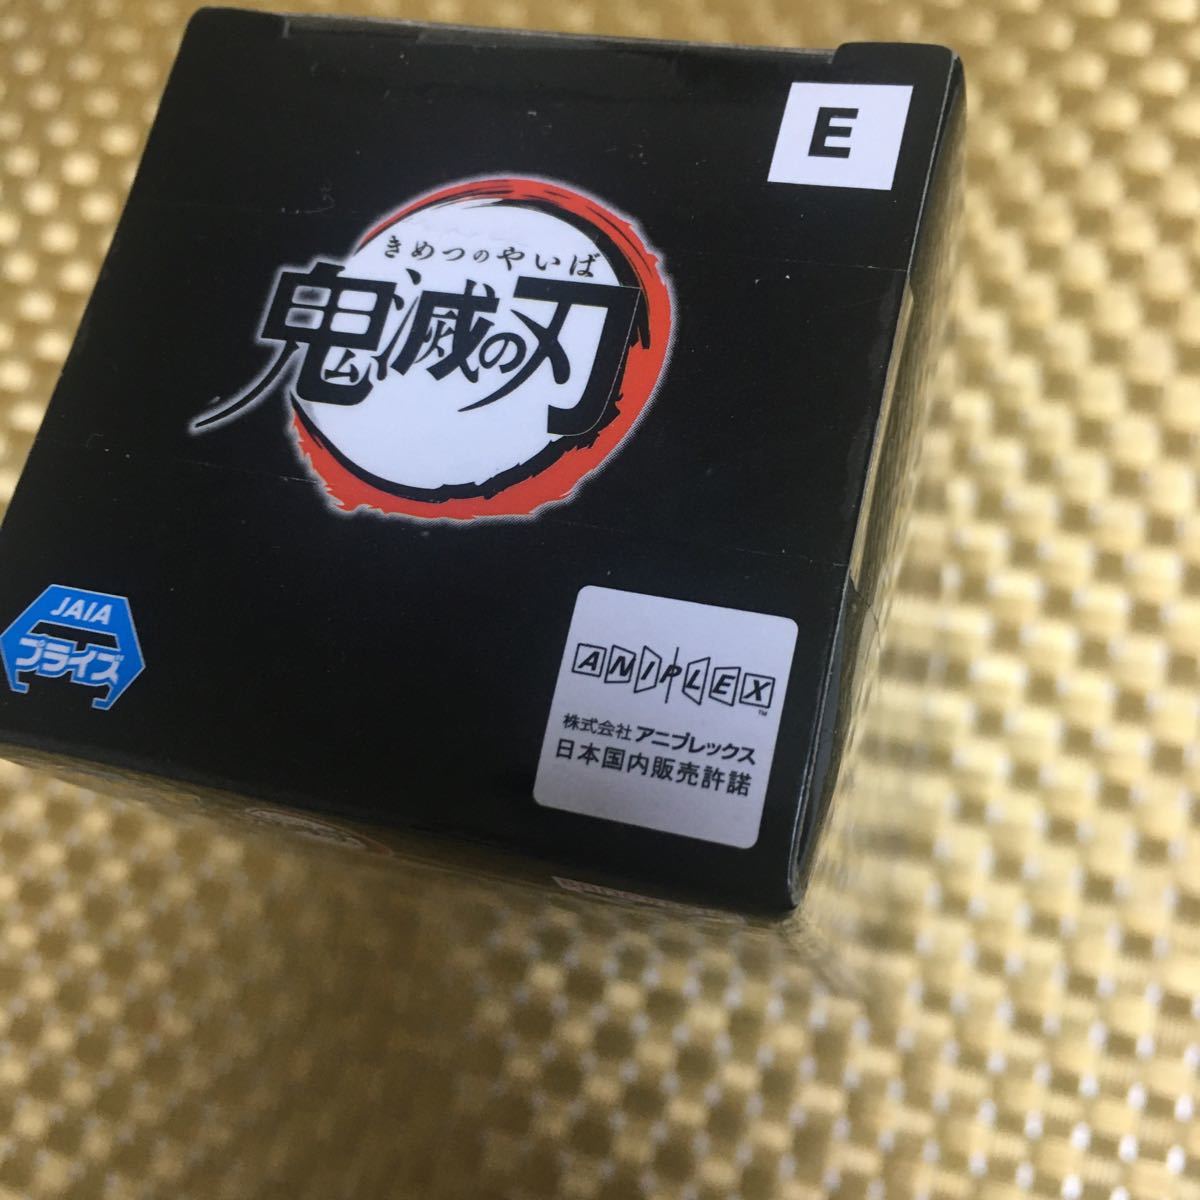 E
きめつのやいば
鬼滅の刃
JAIA
プライズ
ANIPLEX™
株式会社 アニプレックス
日本国内販売許諾